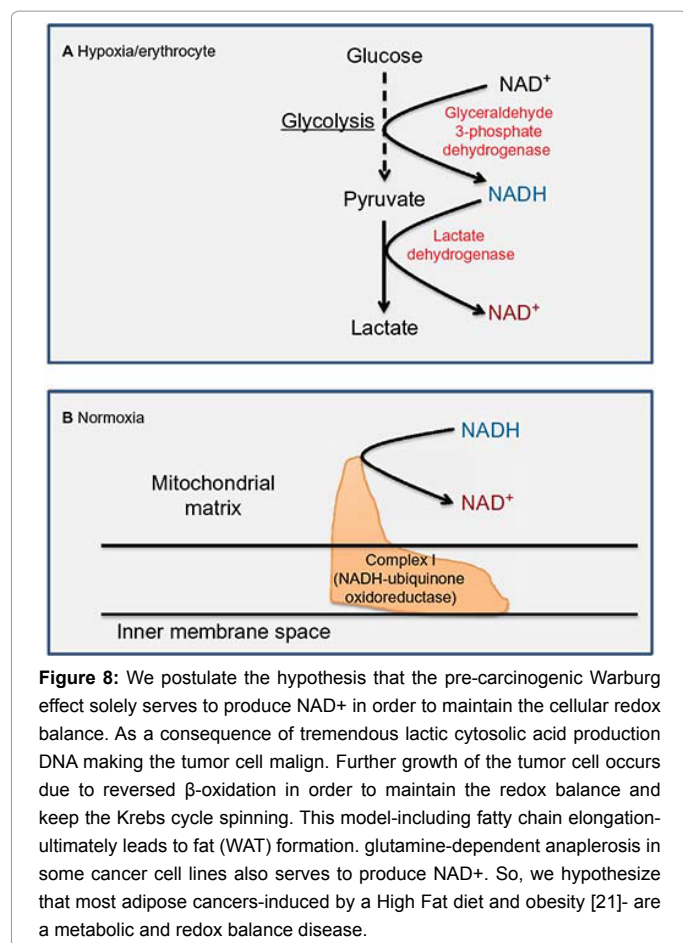 A Hypoxia/erythrocyte
Glucose
NAD⁺
Glycolysis
Glyceraldehyde
3-phosphate
dehydrogenase
Pyruvate
NADH
Lactate
dehydrogenase
Lactate
NAD⁺
B Normoxia
NADH
Mitochondrial
matrix
NAD⁺
Complex I
(NADH-ubiquinone
oxidoreductase)
Inner membrane space
Figure 8: We postulate the hypothesis that the pre-carcinogenic Warburg
effect solely serves to produce NAD+ in order to maintain the cellular redox
balance. As a consequence of tremendous lactic cytosolic acid production
DNA making the tumor cell malign. Further growth of the tumor cell occurs
due to reversed β-oxidation in order to maintain the redox balance and
keep the Krebs cycle spinning. This model-including fatty chain elongation-
ultimately leads to fat (WAT) formation. glutamine-dependent anaplerosis in
some cancer cell lines also serves to produce NAD+. So, we hypothesize
that most adipose cancers-induced by a High Fat diet and obesity [21]- are
a metabolic and redox balance disease.